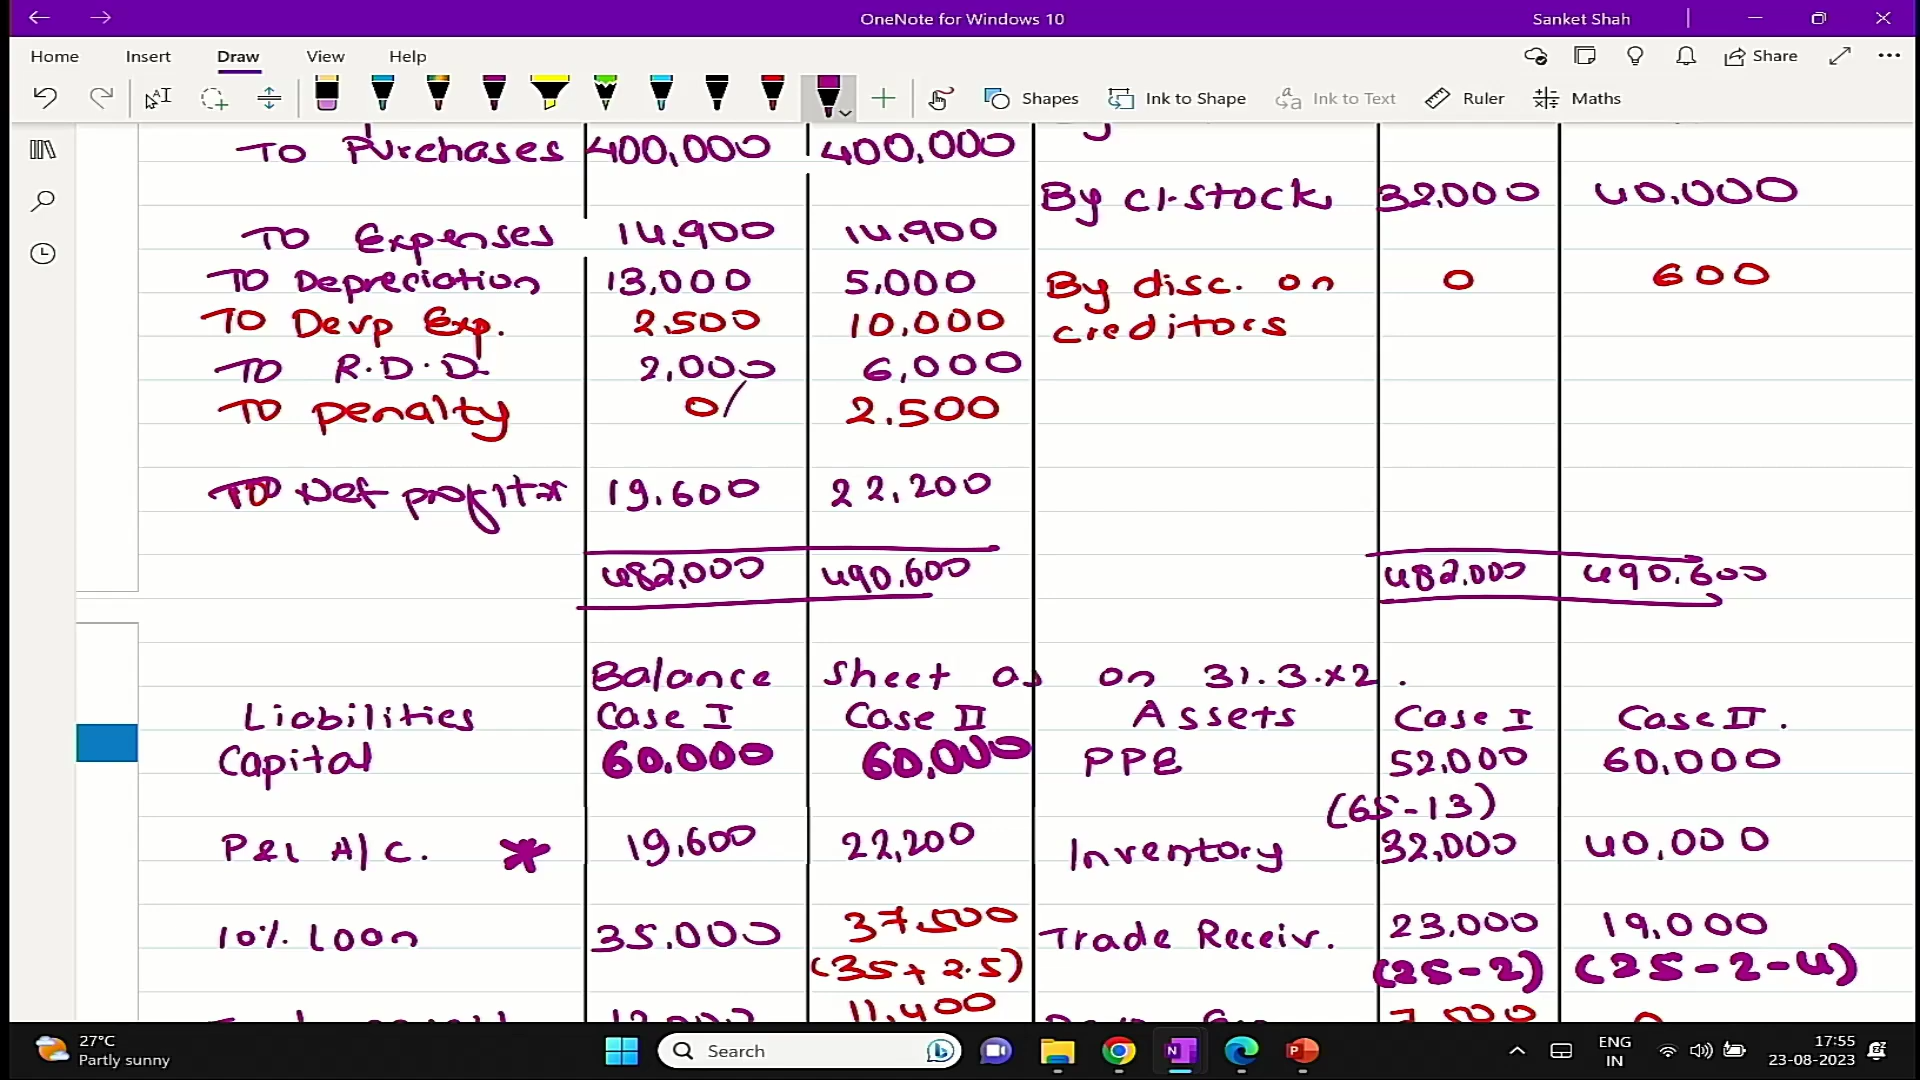 OneNote for Windows 10
Sanket Shah
Home Insert Draw View Help
Share
Shapes Ink to Shape Ink to Text Ruler Maths
To Purchases 400,000 400,000
By cl. stock 32,000 40,000
To Expenses 14,900 14,900
To Depreciation 13,000 5,000 By disc. on 0 600
To Devp Exp. 2,500 10,000 creditors
To R.D.D. 2,000 6,000
To penalty 0 2,500
To Net profit 19,600 22,200
482,000 490,600 482,000 490,600
Balance Sheet as on 31.3.x2.
Liabilities Case I Case II Assets Case I Case II.
Capital 60,000 60,000 PPE 52,000 60,000
(65-13)
P&L A/C. * 19,600 22,200 Inventory 32,000 40,000
10% Loan 35,000 37,500 Trade Receiv. 23,000 19,000
(35+2.5) (25-2) (25-2-4)
11,400
27°C
Partly sunny
Search
ENG
IN
17:55
23-08-2023